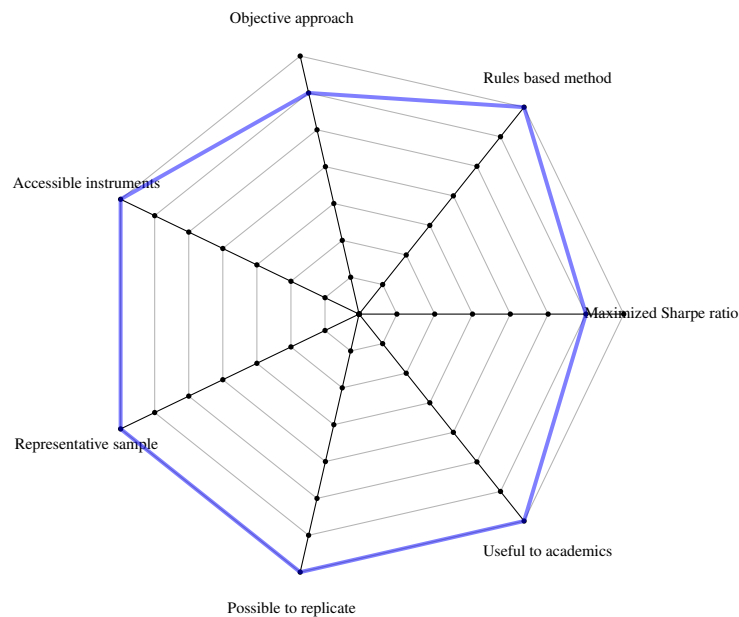 Objective approach
Rules based method
Accessible instruments
Maximized Sharpe ratio
Representative sample
Useful to academics
Possible to replicate